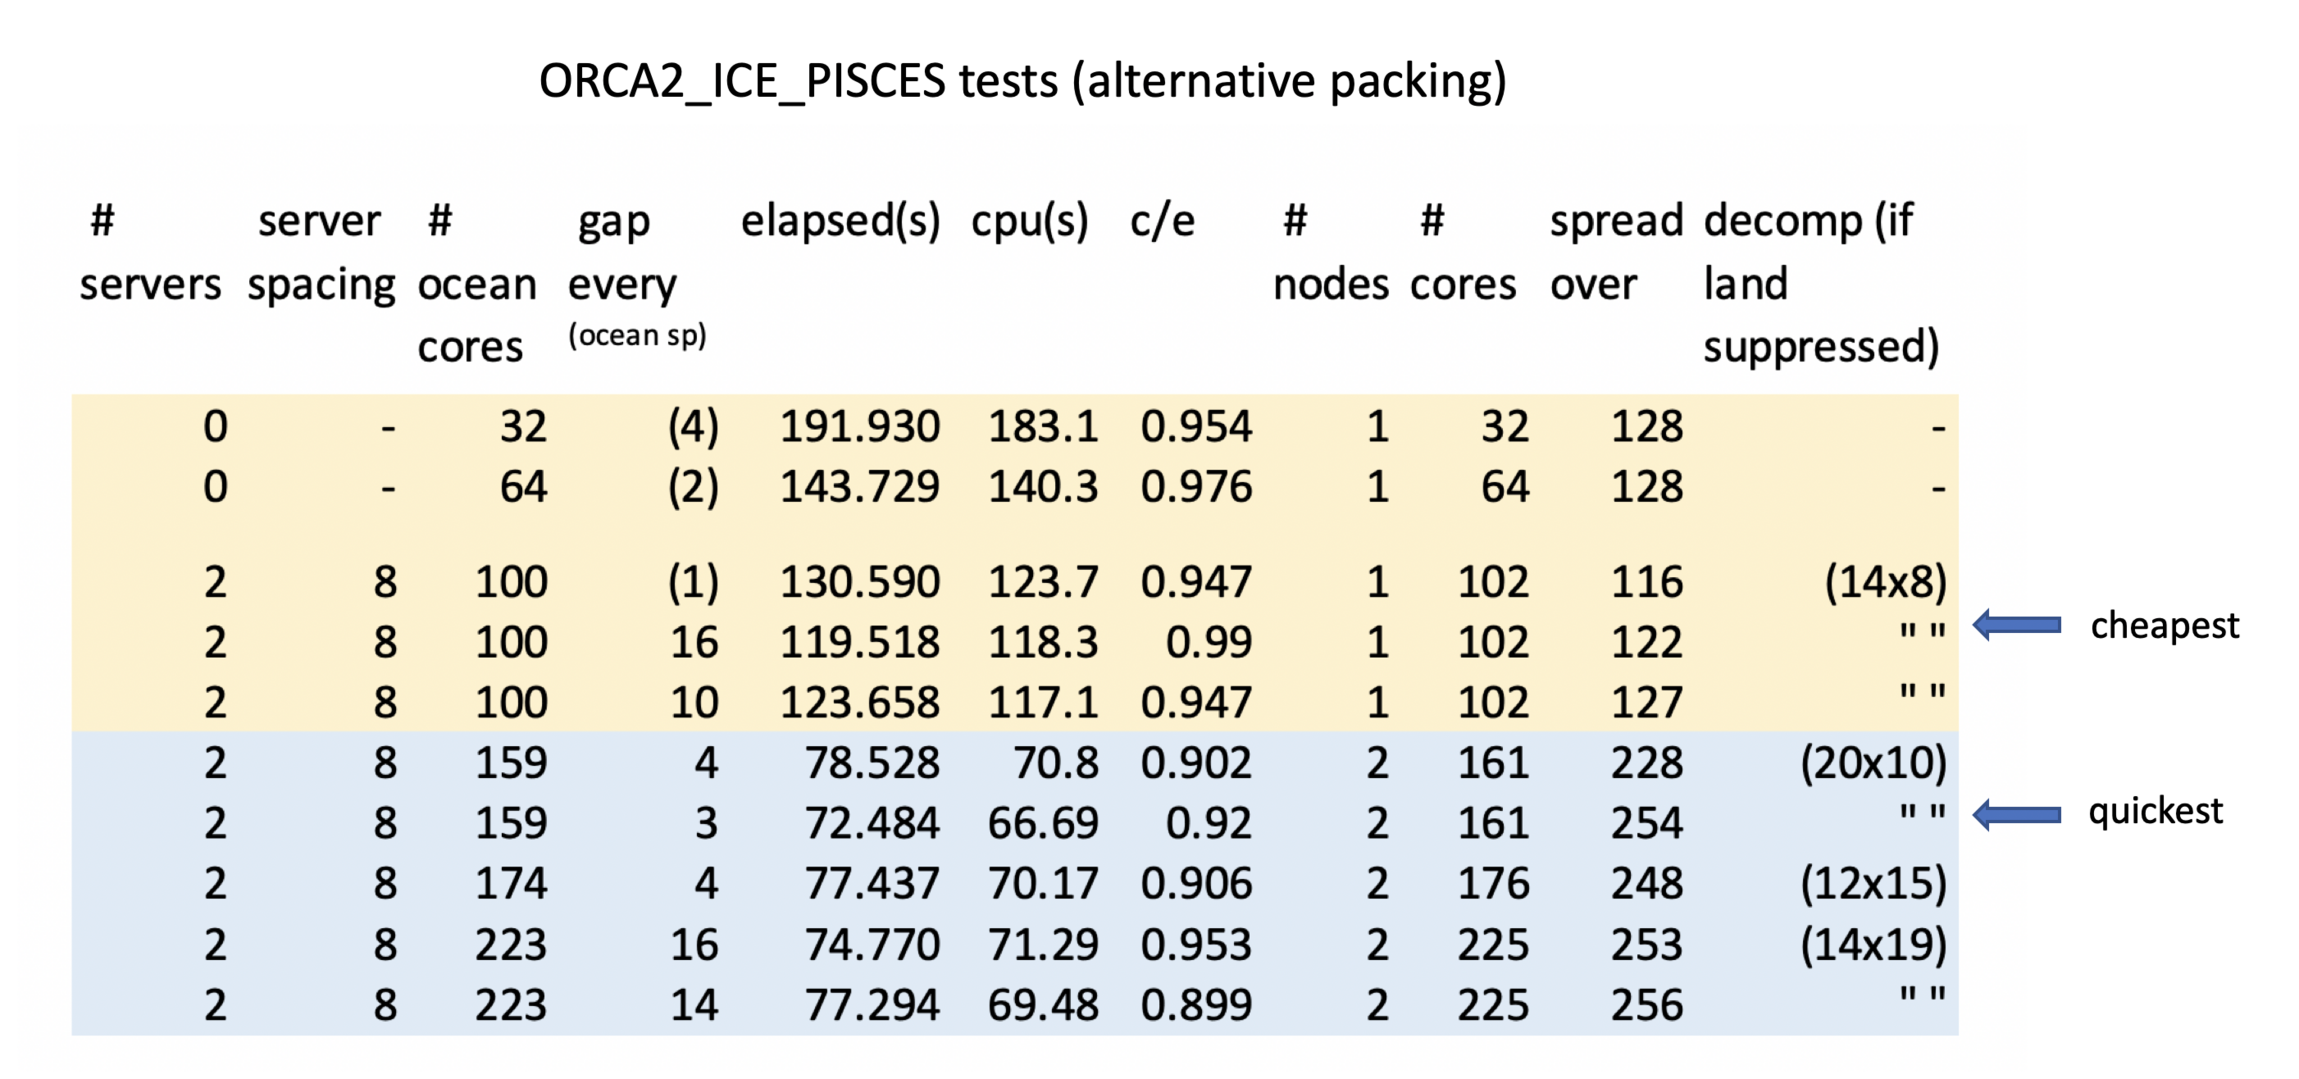 ORCA2_ICE_PISCES tests (alternative packing)
# server # gap elapsed(s) cpu(s) c/e # # spread decomp (if
servers spacing ocean every nodes cores over land
cores (ocean sp) suppressed)
0 - 32 (4) 191.930 183.1 0.954 1 32 128 -
0 - 64 (2) 143.729 140.3 0.976 1 64 128 -
2 8 100 (1) 130.590 123.7 0.947 1 102 116 (14x8)
2 8 100 16 119.518 118.3 0.99 1 102 122 " " cheapest
2 8 100 10 123.658 117.1 0.947 1 102 127 " "
2 8 159 4 78.528 70.8 0.902 2 161 228 (20x10)
2 8 159 3 72.484 66.69 0.92 2 161 254 " " quickest
2 8 174 4 77.437 70.17 0.906 2 176 248 (12x15)
2 8 223 16 74.770 71.29 0.953 2 225 253 (14x19)
2 8 223 14 77.294 69.48 0.899 2 225 256 " "